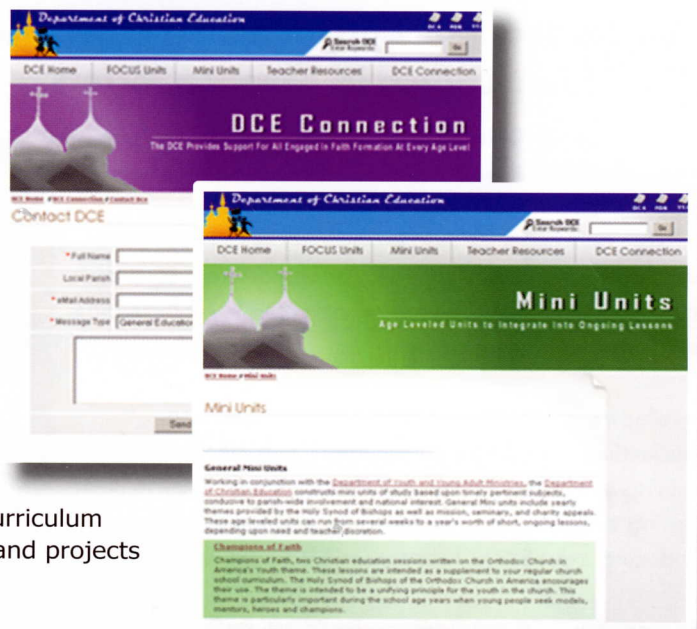 Department of Christian Education
Search DCE
Enter Keywords:
Go
DCE Home FOCUS Units Mini Units Teacher Resources DCE Connection
DCE Connection
The DCE Provides Support For All Engaged in Faith Formation At Every Age Level
DCE Home // DCE Connection // Contact DCE
Contact DCE
* Full Name
Local Parish
* eMail Address
* Message Type General Education
Send
Department of Christian Education
Search DCE
Enter Keywords:
Go
DCE Home FOCUS Units Mini Units Teacher Resources DCE Connection
Mini Units
Age Leveled Units to Integrate Into Ongoing Lessons
DCE Home // Mini Units
Mini Units
General Mini Units
Working in conjunction with the Department of Youth and Young Adult Ministries, the Department
of Christian Education constructs mini units of study based upon timely pertinent subjects,
conducive to parish-wide involvement and national interest. General Mini units include yearly
themes provided by the Holy Synod of Bishops as well as mission, seminary, and charity appeals.
These age leveled units can run from several weeks to a year's worth of short, ongoing lessons,
depending upon need and teacher discretion.
Champions of Faith
Champions of Faith, two Christian education sessions written on the Orthodox Church in
America's Youth theme. These lessons are intended as a supplement to your regular church
school curriculum. The Holy Synod of Bishops of the Orthodox Church in America encourages
their use. The theme is intended to be a unifying principle for the youth in the church. This
theme is particularly important during the school age years when young people seek models,
mentors, heroes and champions.
urriculum
and projects